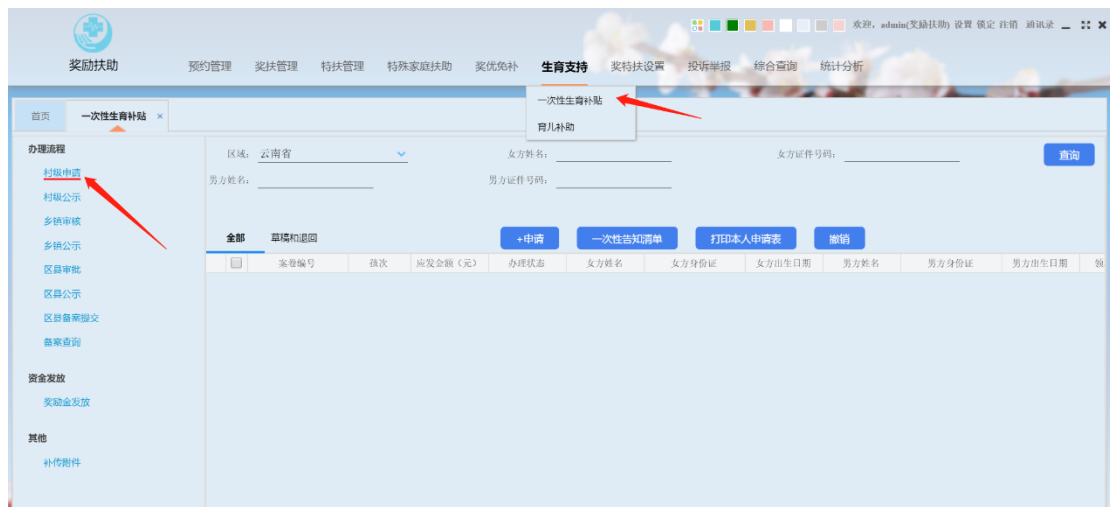 欢迎，admin(奖励扶助) 设置 锁定 注销 通讯录
奖励扶助
预约管理 奖扶管理 特扶管理 特殊家庭扶助 奖优免补 生育支持 奖特扶设置 投诉举报 综合查询 统计分析
一次性生育补贴
育儿补助
首页 一次性生育补贴 ×
办理流程
村级申请
村级公示
乡镇审核
乡镇公示
区县审批
区县公示
区县备案提交
备案查询
资金发放
奖励金发放
其他
补传附件
区域： 云南省 女方姓名： 女方证件号码： 查询
男方姓名： 男方证件号码：
全部 草稿和退回 +申请 一次性告知清单 打印本人申请表 撤销
案卷编号 孩次 应发金额（元） 办理状态 女方姓名 女方身份证 女方出生日期 男方姓名 男方身份证 男方出生日期 领